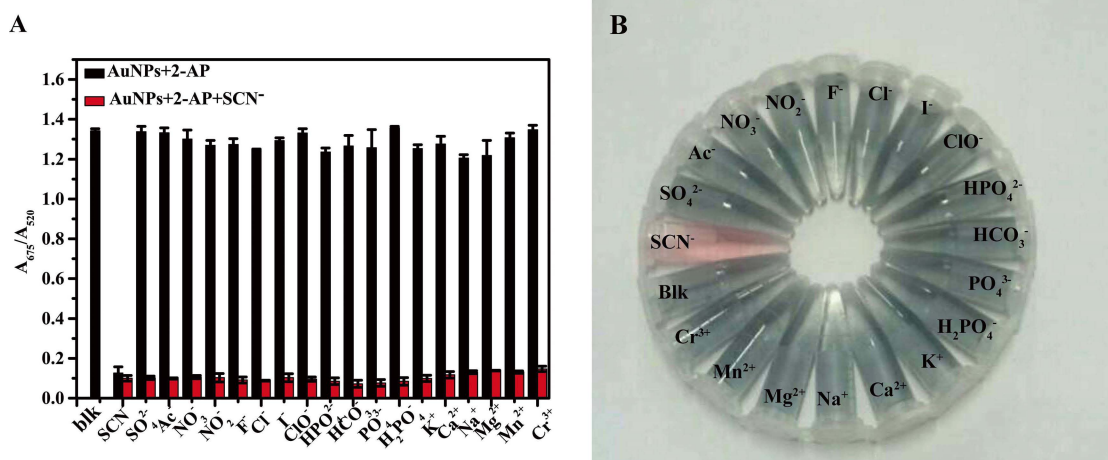 A
AuNPs+2-AP
AuNPs+2-AP+SCN⁻
A₆₇₅/A₅₂₀
1.6
1.4
1.2
1.0
0.8
0.6
0.4
0.2
0.0
blk
SCN⁻
SO₄²⁻
Ac⁻
NO₃⁻
NO₂⁻
F⁻
Cl⁻
I⁻
ClO⁻
HPO₄²⁻
HCO₃⁻
PO₄³⁻
H₂PO₄⁻
K⁺
Ca²⁺
Na⁺
Mg²⁺
Mn²⁺
Cr³⁺
B
F⁻
Cl⁻
I⁻
ClO⁻
HPO₄²⁻
HCO₃⁻
PO₄³⁻
H₂PO₄⁻
K⁺
Ca²⁺
Na⁺
Mg²⁺
Mn²⁺
Cr³⁺
Blk
SCN⁻
SO₄²⁻
Ac⁻
NO₃⁻
NO₂⁻